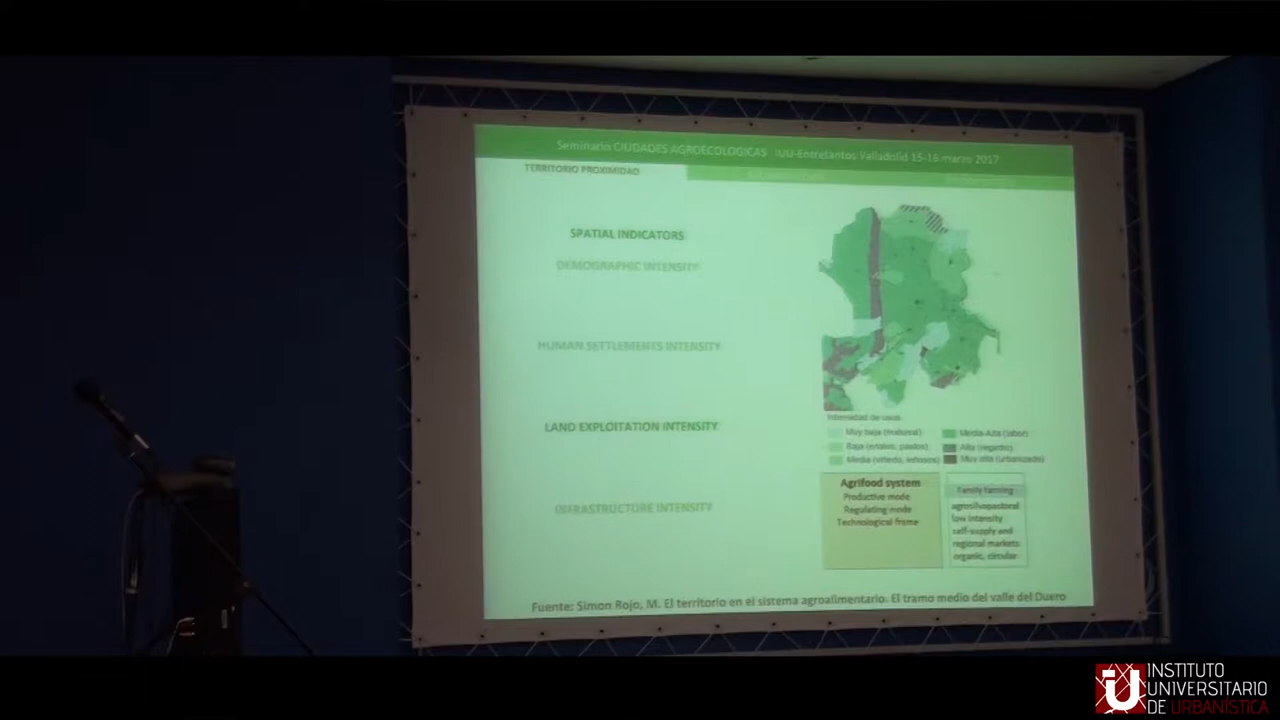 Seminario CIUDADES AGROECOLOGICAS IUU-Entretantos Valladolid 15-16 marzo 2017
TERRITORIO PROXIMIDAD
SPATIAL INDICATORS
DEMOGRAPHIC INTENSITY
HUMAN SETTLEMENTS INTENSITY
LAND EXPLOITATION INTENSITY
INFRASTRUCTURE INTENSITY
Intensidad de usos
Muy baja (matorral)
Baja (eriales, pastos)
Media (viñedo,
Media-Alta (labor)
Alta (regadío)
Muy alta (urbanizado)
Agrifood system
Productive mode
Regulating mode
Technological frame
Family farming
agrosilvopastoral
low intensity
self-supply and
regional markets
organic, circular
Fuente: Simon Rojo, M. El territorio en el sistema agroalimentario. El tramo medio del valle del Duero
INSTITUTO
UNIVERSITARIO
DE URBANÍSTICA